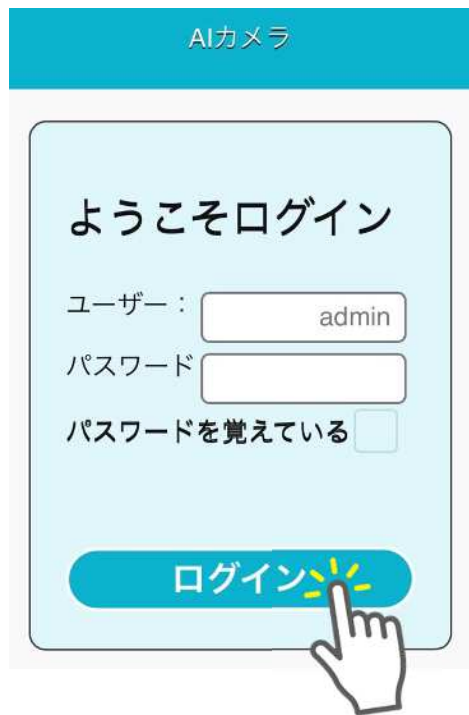 AIカメラ
ようこそログイン
ユーザー：
admin
パスワード
パスワードを覚えている
ログイン